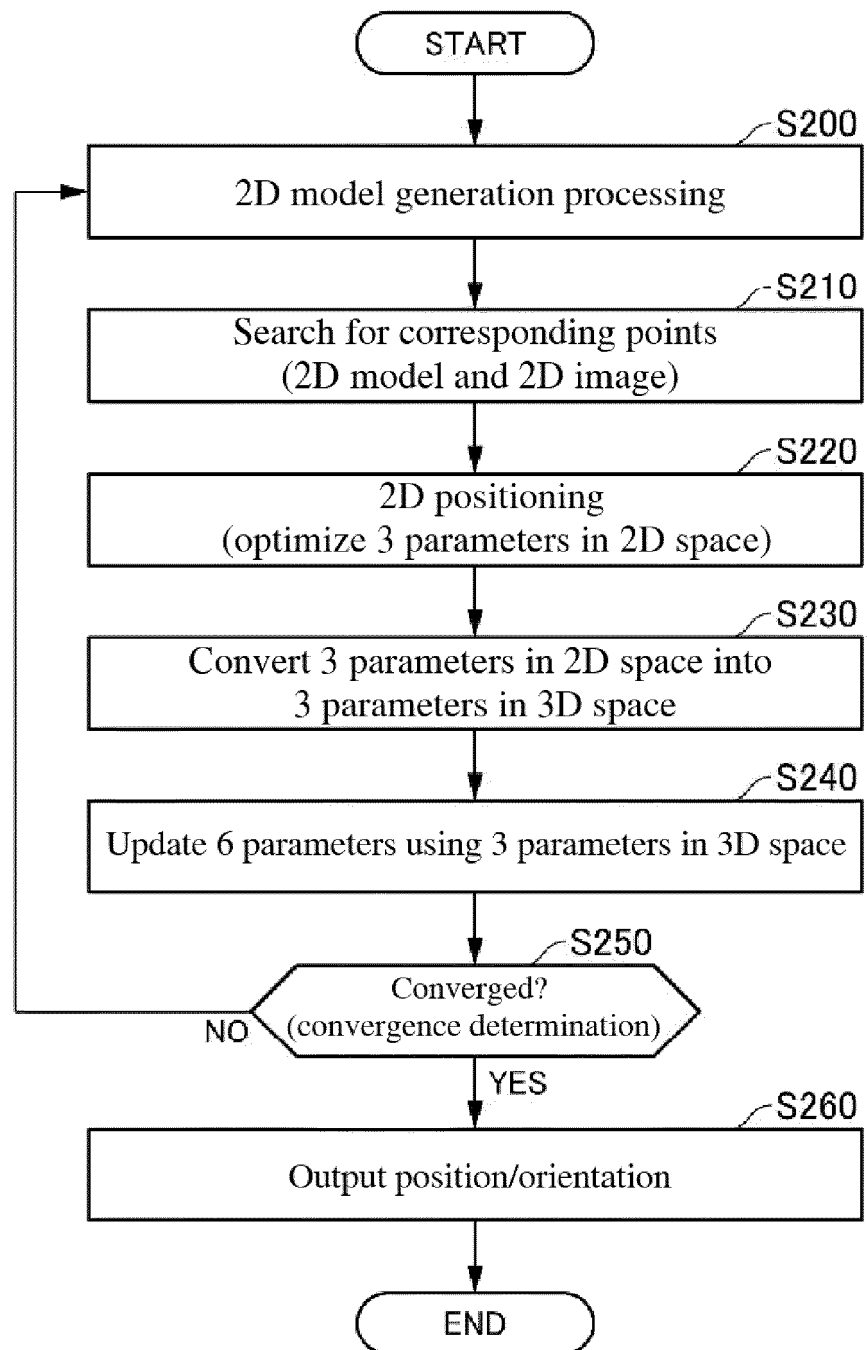 START
S200
2D model generation processing
S210
Search for corresponding points
(2D model and 2D image)
S220
2D positioning
(optimize 3 parameters in 2D space)
S230
Convert 3 parameters in 2D space into
3 parameters in 3D space
S240
Update 6 parameters using 3 parameters in 3D space
S250
Converged?
(convergence determination)
NO
YES
S260
Output position/orientation
END